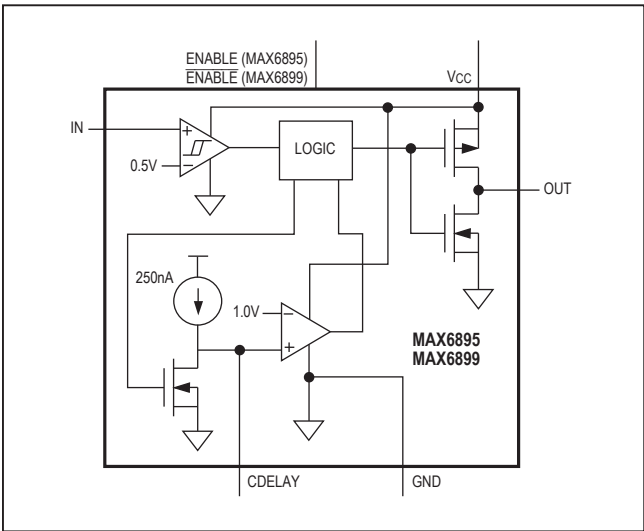 ENABLE (MAX6895)
ENABLE (MAX6899)
VCC
IN
+
−
0.5V
LOGIC
OUT
250nA
1.0V
−
+
MAX6895
MAX6899
CDELAY
GND